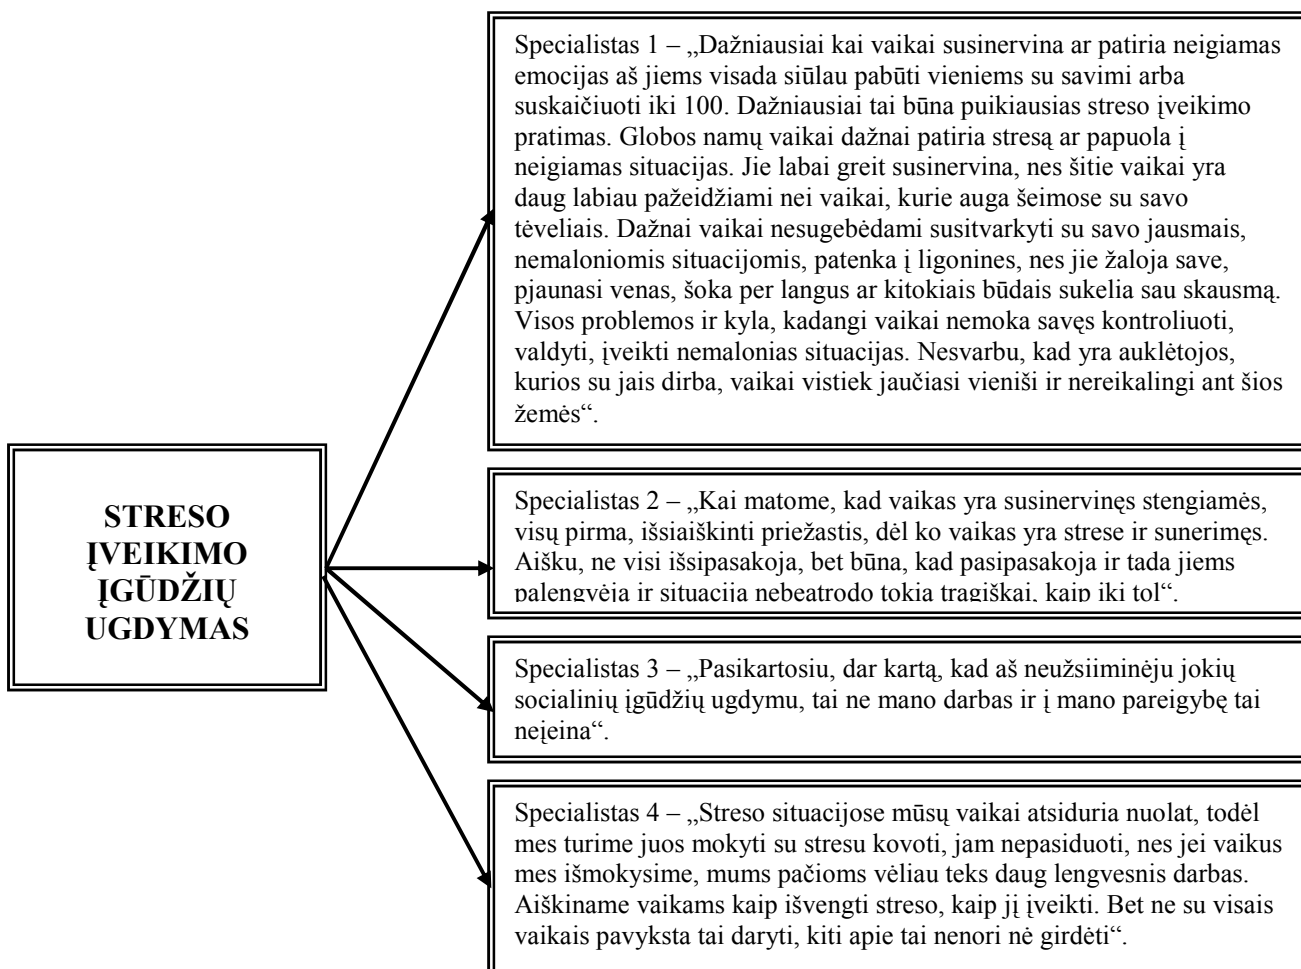 Specialistas 1 – „Dažniausiai kai vaikai susinervina ar patiria neigiamas
emocijas aš jiems visada siūlau pabūti vieniems su savimi arba
suskaičiuoti iki 100. Dažniausiai tai būna puikiausias streso įveikimo
pratimas. Globos namų vaikai dažnai patiria stresą ar papuola į
neigiamas situacijas. Jie labai greit susinervina, nes šitie vaikai yra
daug labiau pažeidžiami nei vaikai, kurie auga šeimose su savo
tėveliais. Dažnai vaikai nesugebėdami susitvarkyti su savo jausmais,
nemaloniomis situacijomis, patenka į ligonines, nes jie žaloja save,
pjaunasi venas, šoka per langus ar kitokiais būdais sukelia sau skausmą.
Visos problemos ir kyla, kadangi vaikai nemoka savęs kontroliuoti,
valdyti, įveikti nemalonias situacijas. Nesvarbu, kad yra auklėtojos,
kurios su jais dirba, vaikai vistiek jaučiasi vieniši ir nereikalingi ant šios
žemės“.
STRESO
ĮVEIKIMO
ĮGŪDŽIŲ
UGDYMAS
Specialistas 2 – „Kai matome, kad vaikas yra susinervinęs stengiamės,
visų pirma, išsiaiškinti priežastis, dėl ko vaikas yra strese ir sunerimęs.
Aišku, ne visi išsipasakoja, bet būna, kad pasipasakoja ir tada jiems
palengvėja ir situacija nebeatrodo tokia tragiškai, kaip iki tol“.
Specialistas 3 – „Pasikartosiu, dar kartą, kad aš neužsiiminėju jokių
socialinių įgūdžių ugdymu, tai ne mano darbas ir į mano pareigybę tai
neįeina“.
Specialistas 4 – „Streso situacijose mūsų vaikai atsiduria nuolat, todėl
mes turime juos mokyti su stresu kovoti, jam nepasiduoti, nes jei vaikus
mes išmokysime, mums pačioms vėliau teks daug lengvesnis darbas.
Aiškiname vaikams kaip išvengti streso, kaip jį įveikti. Bet ne su visais
vaikais pavyksta tai daryti, kiti apie tai nenori nė girdėti“.